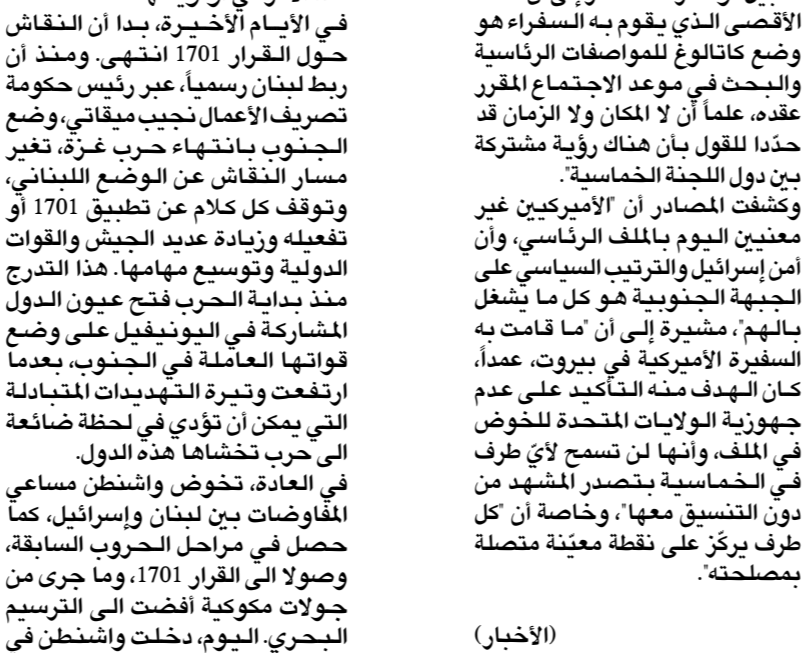 الأقصى الذي يقوم به السفراء هو
وضع كاتالوغ للمواصفات الرئاسية
والبحث في موعد الاجتماع المقرر
عقده، علماً أن لا المكان ولا الزمان قد
حدّدا للقول بأن هناك رؤية مشتركة
بين دول اللجنة الخماسية".
وكشفت المصادر أن "الأميركيين غير
معنيين اليوم بالملف الرئاسي، وأن
أمن إسرائيل والترتيب السياسي على
الجبهة الجنوبية هو كل ما يشغل
بالهم"، مشيرة إلى أن "ما قامت به
السفيرة الأميركية في بيروت، عمداً،
كان الهدف منه التأكيد على عدم
جهوزية الولايات المتحدة للخوض
في الملف، وأنها لن تسمح لأيّ طرف
في الخماسية بتصدر المشهد من
دون التنسيق معها"، وخاصة أن "كل
طرف يركّز على نقطة معيّنة متصلة
بمصلحته".
(الأخبار)
في الأيام الأخيرة، بدا أن النقاش
حول القرار 1701 انتهى. ومنذ أن
ربط لبنان رسمياً، عبر رئيس حكومة
تصريف الأعمال نجيب ميقاتي، وضع
الجنوب بانتهاء حرب غزة، تغير
مسار النقاش عن الوضع اللبناني،
وتوقف كل كلام عن تطبيق 1701 أو
تفعيله وزيادة عديد الجيش والقوات
الدولية وتوسيع مهامها. هذا التدرج
منذ بداية الحرب فتح عيون الدول
المشاركة في اليونيفيل على وضع
قواتها العاملة في الجنوب، بعدما
ارتفعت وتيرة التهديدات المتبادلة
التي يمكن أن تؤدي في لحظة ضائعة
الى حرب تخشاها هذه الدول.
في العادة، تخوض واشنطن مساعي
المفاوضات بين لبنان وإسرائيل، كما
حصل في مراحل الحروب السابقة،
وصولا الى القرار 1701، وما جرى من
جولات مكوكية أفضت الى الترسيم
البحري. اليوم، دخلت واشنطن في